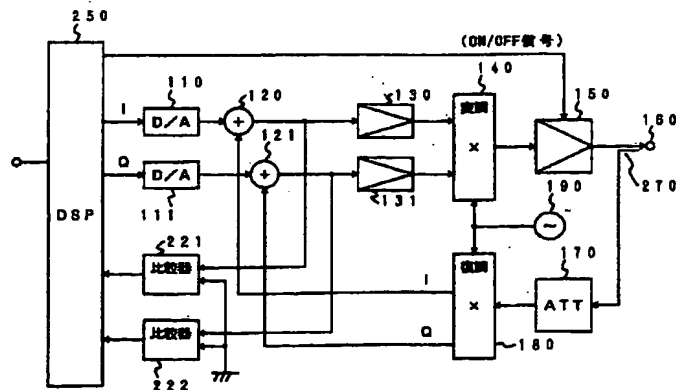 250
(ON/OFF信号)
140
110
120
130
150
160
I
D/A
+
変調
×
121
190
270
Q
D/A
+
131
~
111
DSP
221
170
比較器
復調
×
I
ATT
比較器
Q
180
222